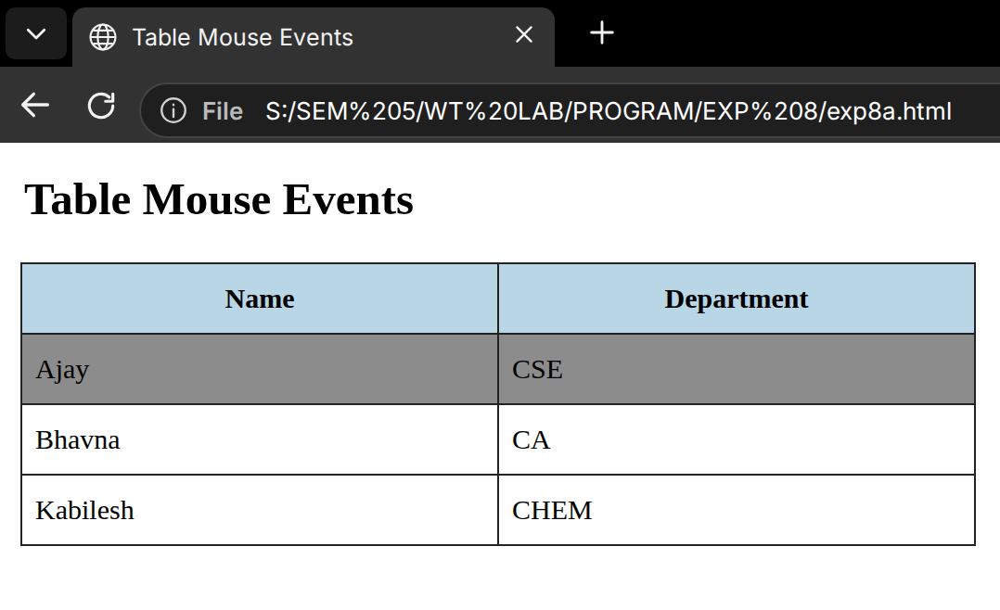 Table Mouse Events
File S:/SEM%205/WT%20LAB/PROGRAM/EXP%208/exp8a.html
Table Mouse Events
Name Department
Ajay CSE
Bhavna CA
Kabilesh CHEM